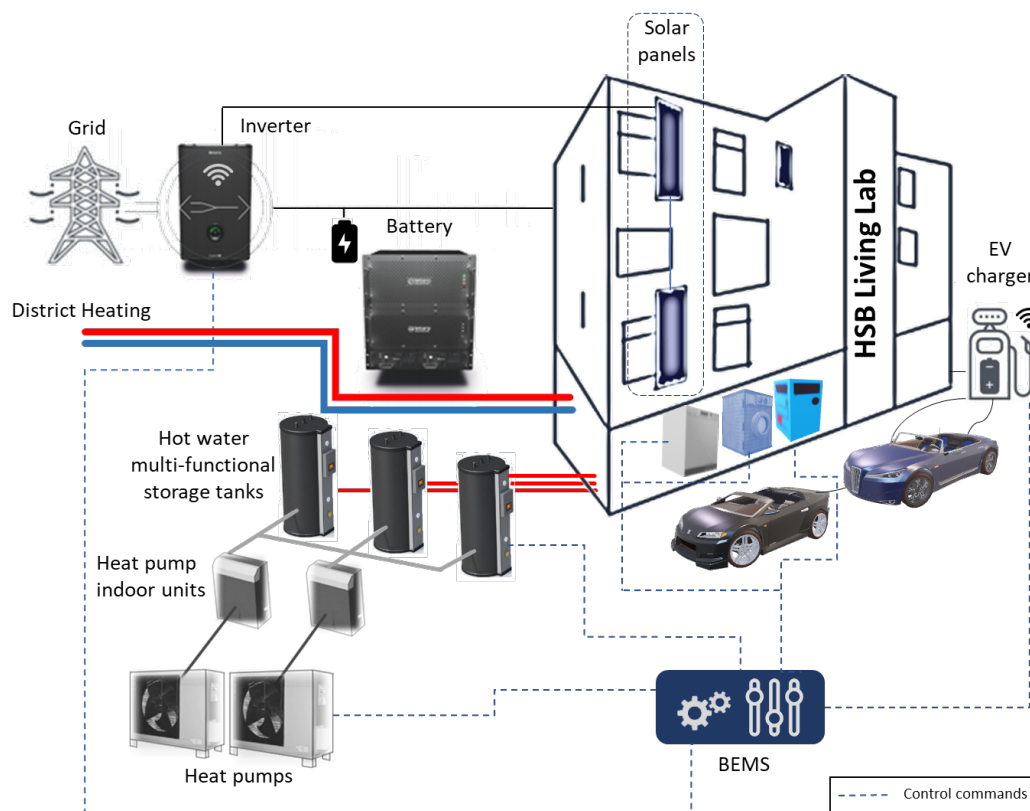 Solar
panels
Grid
Inverter
Battery
HSB Living Lab
EV
charger
District Heating
Hot water
multi-functional
storage tanks
Heat pump
indoor units
Heat pumps
BEMS
Control commands